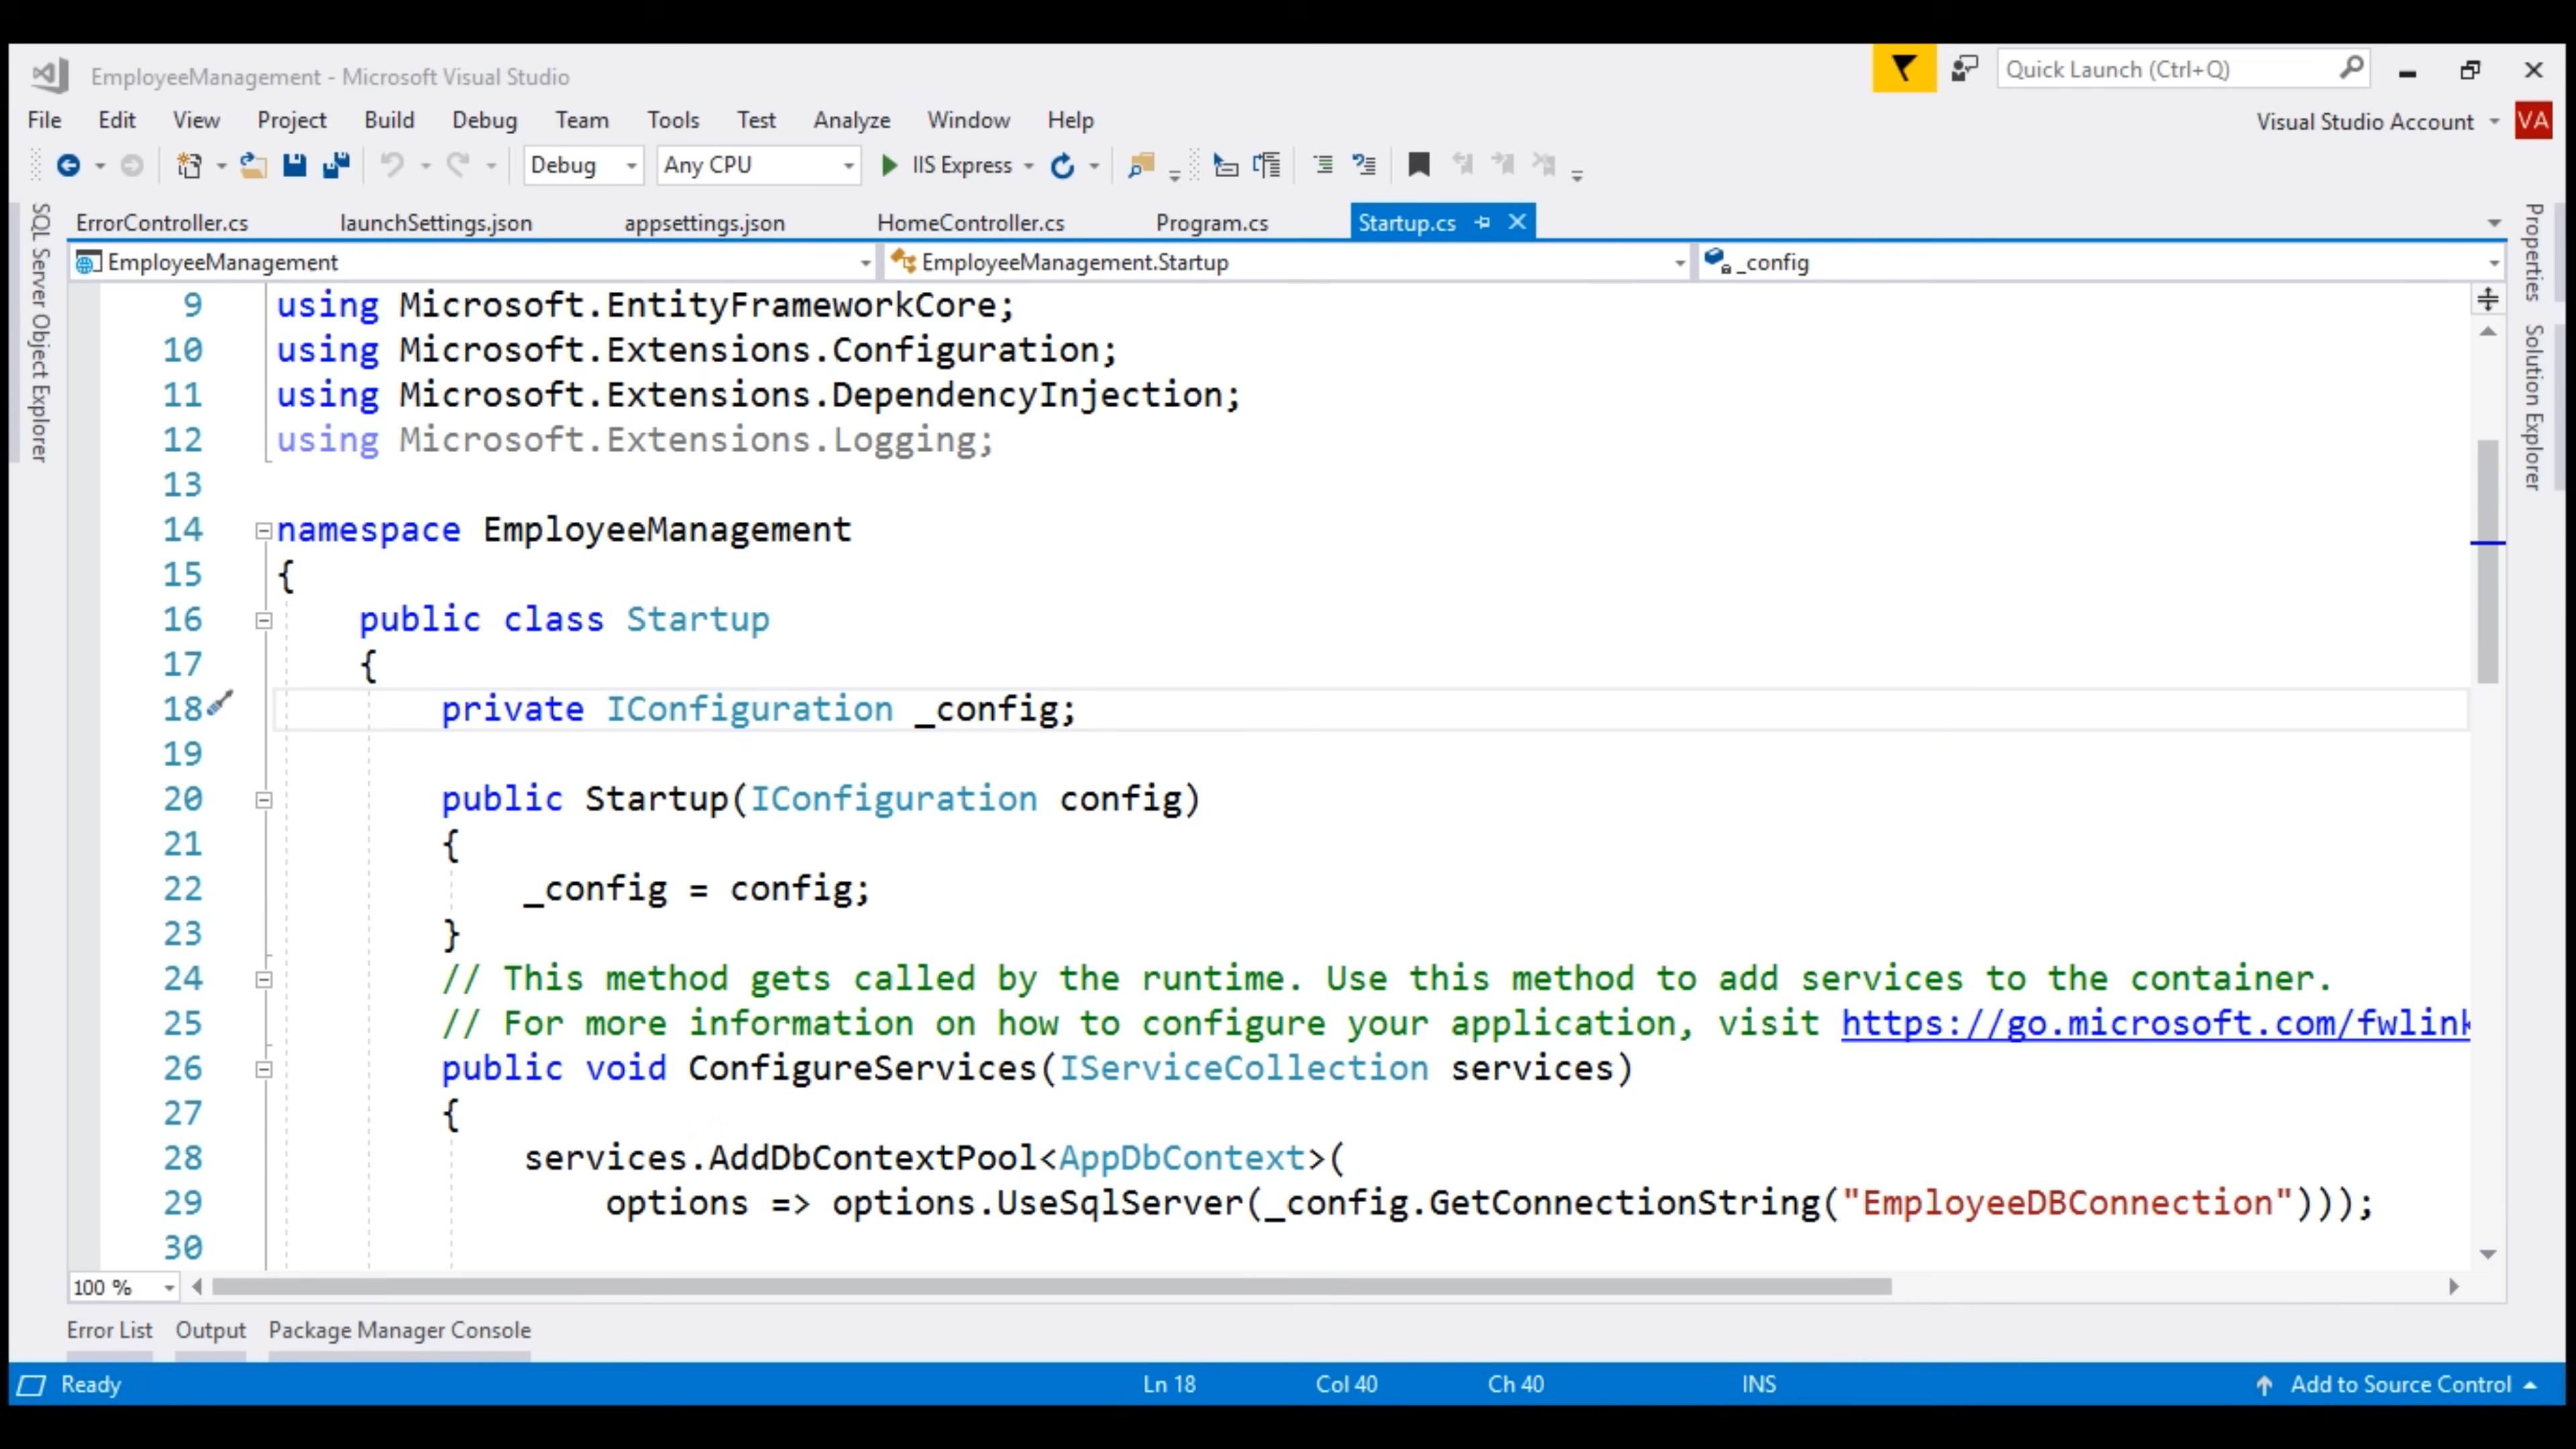 EmployeeManagement - Microsoft Visual Studio
Quick Launch (Ctrl+Q)
File Edit View Project Build Debug Team Tools Test Analyze Window Help
Visual Studio Account VA
Debug Any CPU IIS Express
SQL Server Object Explorer
ErrorController.cs launchSettings.json appsettings.json HomeController.cs Program.cs Startup.cs
Properties
Solution Explorer
EmployeeManagement EmployeeManagement.Startup _config
9 using Microsoft.EntityFrameworkCore;
10 using Microsoft.Extensions.Configuration;
11 using Microsoft.Extensions.DependencyInjection;
12 using Microsoft.Extensions.Logging;
13
14 namespace EmployeeManagement
15 {
16 public class Startup
17 {
18 private IConfiguration _config;
19
20 public Startup(IConfiguration config)
21 {
22 _config = config;
23 }
24 // This method gets called by the runtime. Use this method to add services to the container.
25 // For more information on how to configure your application, visit https://go.microsoft.com/fwlink
26 public void ConfigureServices(IServiceCollection services)
27 {
28 services.AddDbContextPool<AppDbContext>(
29 options => options.UseSqlServer(_config.GetConnectionString("EmployeeDBConnection")));
30
100 %
Error List Output Package Manager Console
Ready Ln 18 Col 40 Ch 40 INS Add to Source Control